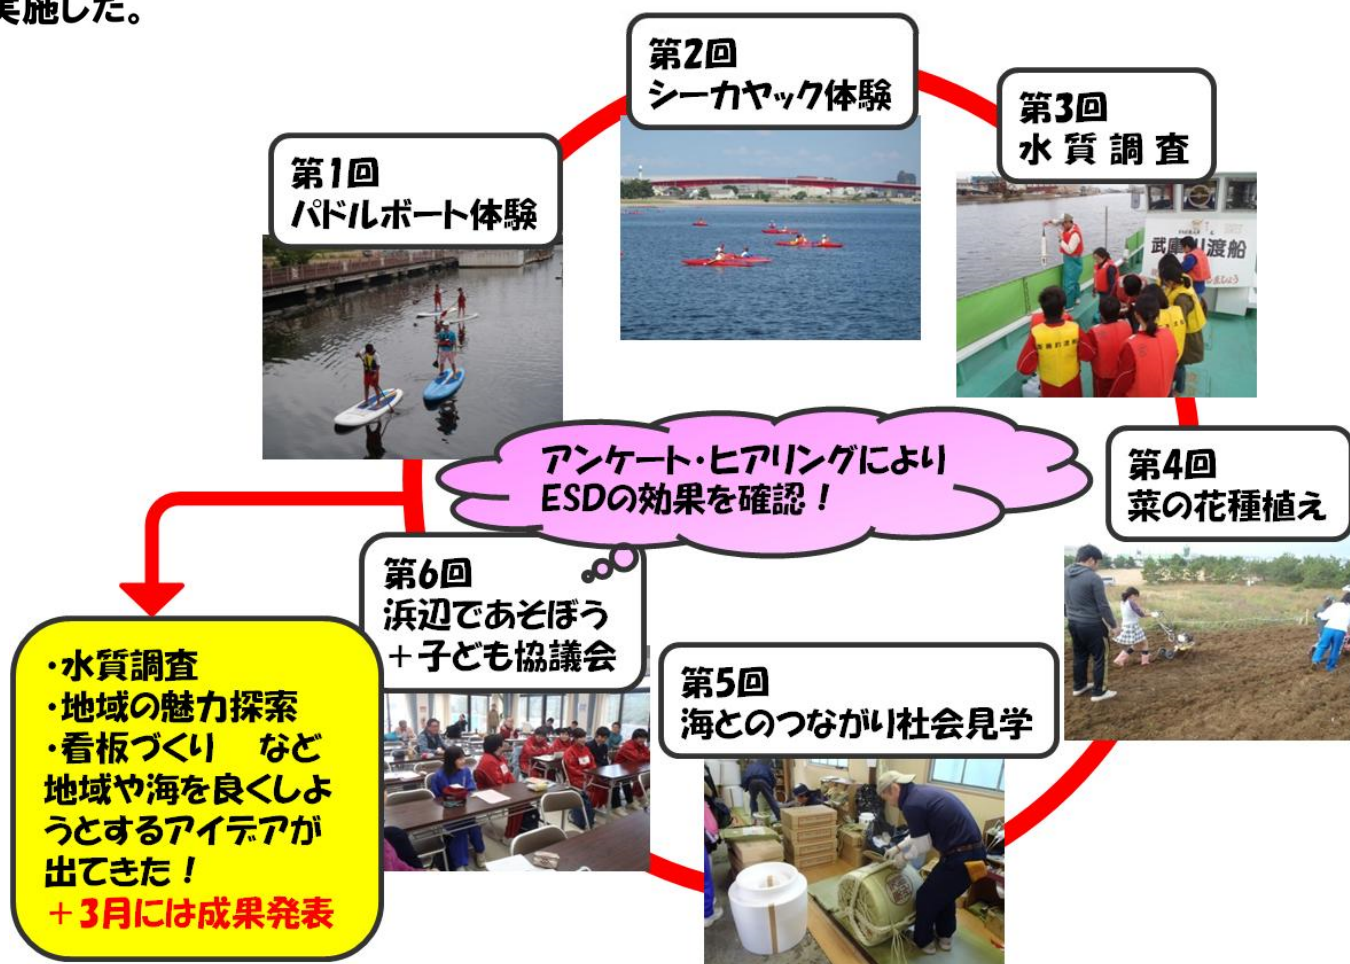 実施した。
第1回
パドルボート体験
第2回
シーカヤック体験
第3回
水質調査
武庫川渡船
第4回
菜の花種植え
第5回
海とのつながり社会見学
第6回
浜辺であそぼう
＋子ども協議会
アンケート・ヒアリングにより
ESDの効果を確認！
・水質調査
・地域の魅力探索
・看板づくり　など
地域や海を良くしよ
うとするアイデアが
出てきた！
＋3月には成果発表